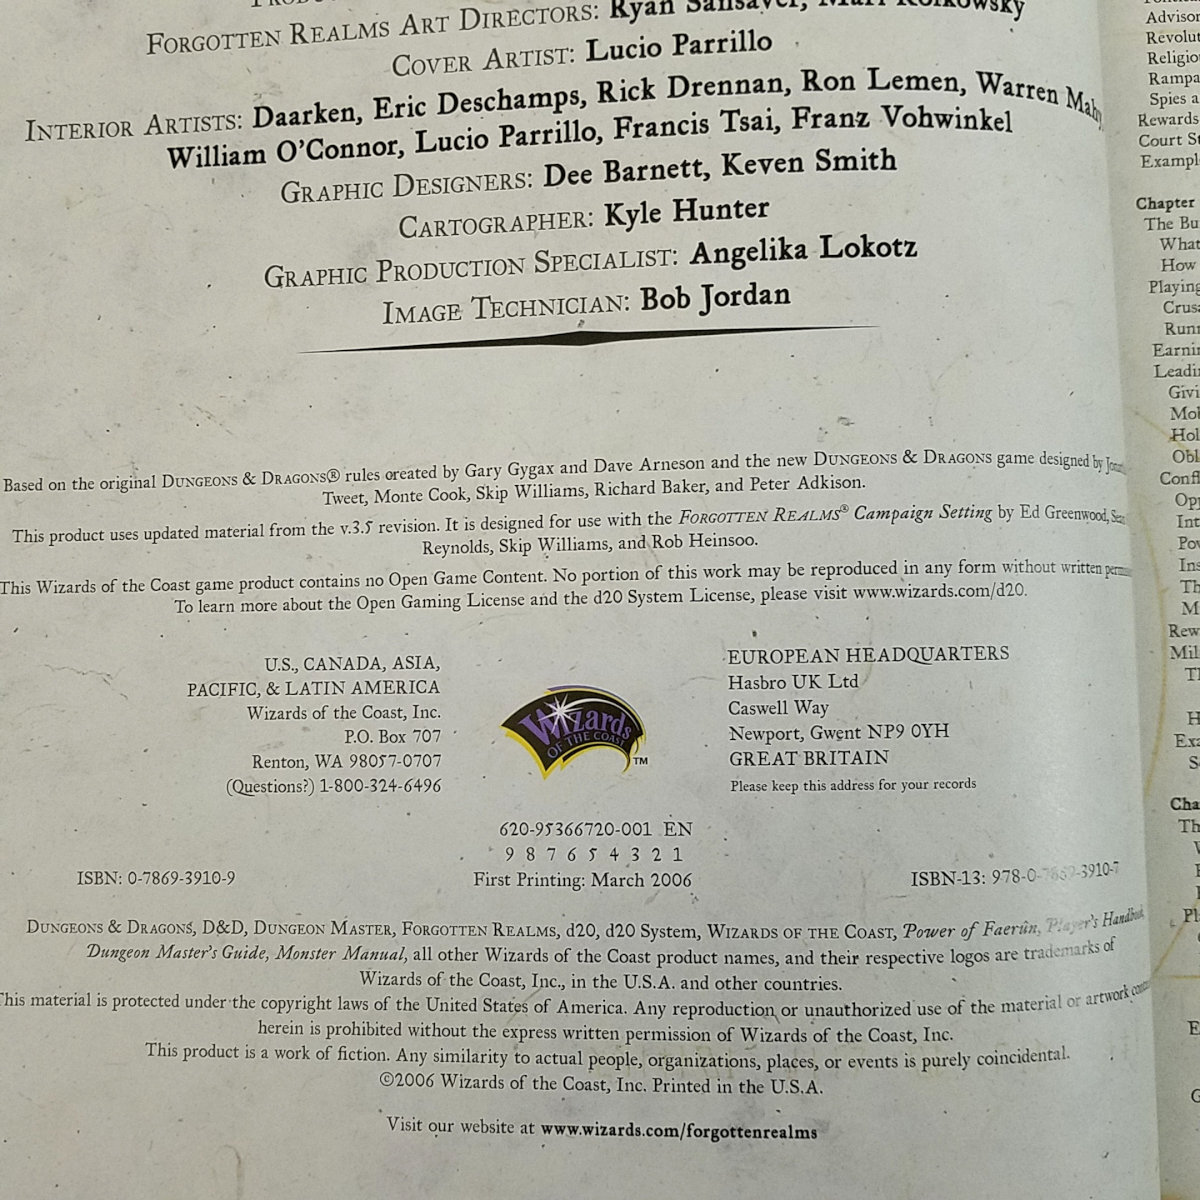 FORGOTTEN REALMS ART DIRECTORS: Ryan Sansaver,
COVER ARTIST: Lucio Parrillo
INTERIOR ARTISTS: Daarken, Eric Deschamps, Rick Drennan, Ron Lemen, Warren Mahy
William O'Connor, Lucio Parrillo, Francis Tsai, Franz Vohwinkel
GRAPHIC DESIGNERS: Dee Barnett, Keven Smith
CARTOGRAPHER: Kyle Hunter
GRAPHIC PRODUCTION SPECIALIST: Angelika Lokotz
IMAGE TECHNICIAN: Bob Jordan
Based on the original DUNGEONS & DRAGONS® rules created by Gary Gygax and Dave Arneson and the new DUNGEONS & DRAGONS game designed by
Tweet, Monte Cook, Skip Williams, Richard Baker, and Peter Adkison.
This product uses updated material from the v.3.5 revision. It is designed for use with the FORGOTTEN REALMS® Campaign Setting by Ed Greenwood, Sean
Reynolds, Skip Williams, and Rob Heinsoo.
This Wizards of the Coast game product contains no Open Game Content. No portion of this work may be reproduced in any form without written
To learn more about the Open Gaming License and the d20 System License, please visit www.wizards.com/d20.
U.S., CANADA, ASIA,
PACIFIC, & LATIN AMERICA
Wizards of the Coast, Inc.
P.O. Box 707
Renton, WA 98057-0707
(Questions?) 1-800-324-6496
Wizards
OF THE COAST
TM
EUROPEAN HEADQUARTERS
Hasbro UK Ltd
Caswell Way
Newport, Gwent NP9 0YH
GREAT BRITAIN
Please keep this address for your records
620-95366720-001 EN
9 8 7 6 5 4 3 2 1
First Printing: March 2006
ISBN: 0-7869-3910-9
ISBN-13: 978-0-7869-3910-7
DUNGEONS & DRAGONS, D&D, DUNGEON MASTER, FORGOTTEN REALMS, d20, d20 System, WIZARDS OF THE COAST, Power of Faerûn, Player's Handbook,
Dungeon Master's Guide, Monster Manual, all other Wizards of the Coast product names, and their respective logos are trademarks of
Wizards of the Coast, Inc., in the U.S.A. and other countries.
This material is protected under the copyright laws of the United States of America. Any reproduction or unauthorized use of the material or artwork
herein is prohibited without the express written permission of Wizards of the Coast, Inc.
This product is a work of fiction. Any similarity to actual people, organizations, places, or events is purely coincidental.
©2006 Wizards of the Coast, Inc. Printed in the U.S.A.
Visit our website at www.wizards.com/forgottenrealms
Rewards
Court
Chapter
The
What
How
Playing